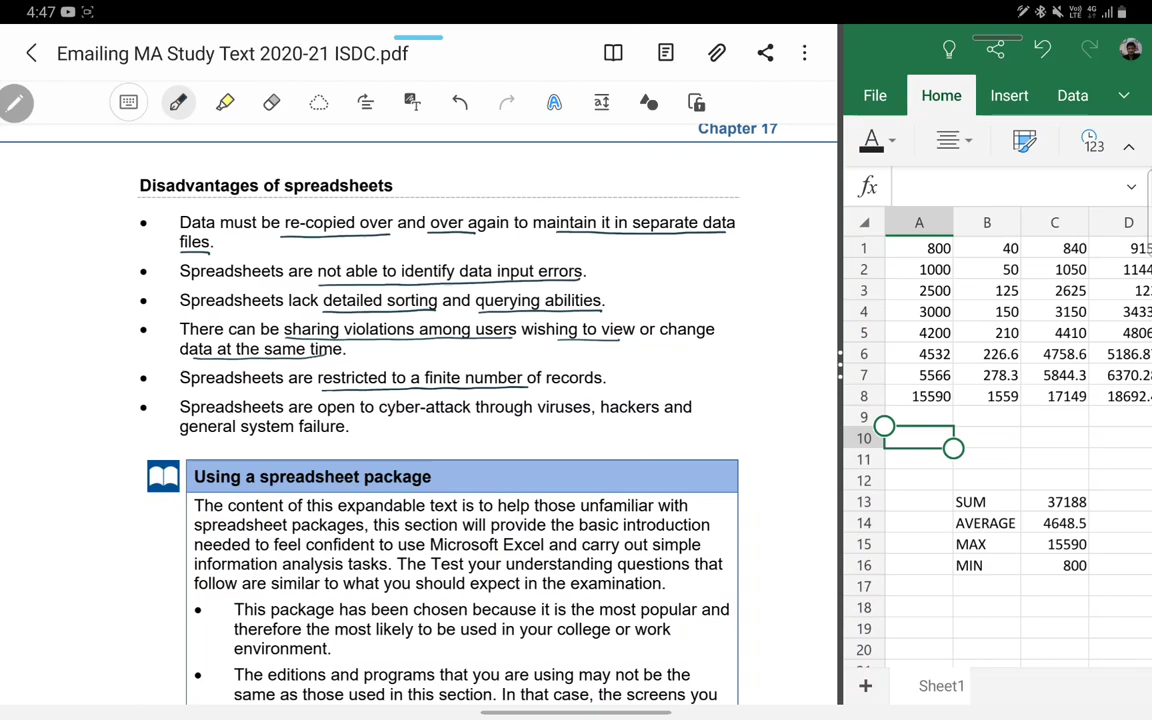 4:47
Vo))
LTE
4G
Emailing MA Study Text 2020-21 ISDC.pdf
Chapter 17
Disadvantages of spreadsheets
• Data must be re-copied over and over again to maintain it in separate data
files.
• Spreadsheets are not able to identify data input errors.
• Spreadsheets lack detailed sorting and querying abilities.
• There can be sharing violations among users wishing to view or change
data at the same time.
• Spreadsheets are restricted to a finite number of records.
• Spreadsheets are open to cyber-attack through viruses, hackers and
general system failure.
Using a spreadsheet package
The content of this expandable text is to help those unfamiliar with
spreadsheet packages, this section will provide the basic introduction
needed to feel confident to use Microsoft Excel and carry out simple
information analysis tasks. The Test your understanding questions that
follow are similar to what you should expect in the examination.
• This package has been chosen because it is the most popular and
therefore the most likely to be used in your college or work
environment.
• The editions and programs that you are using may not be the
same as those used in this section. In that case, the screens you
File Home Insert Data
A 123
fx
A B C D
1 800 40 840 915
2 1000 50 1050 1144
3 2500 125 2625
4 3000 150 3150 3433
5 4200 210 4410 4806
6 4532 226.6 4758.6 5186.8
7 5566 278.3 5844.3 6370.28
8 15590 1559 17149 18692.4
9
10
11
12
13 SUM 37188
14 AVERAGE 4648.5
15 MAX 15590
16 MIN 800
17
18
19
20
+ Sheet1